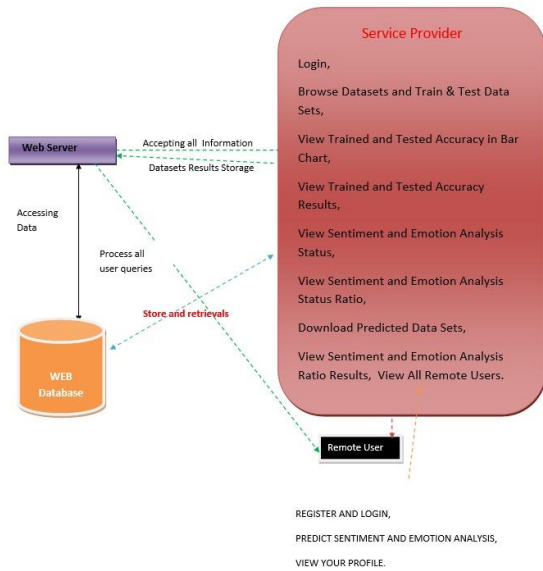 Service Provider
Login,
Browse Datasets and Train & Test Data
Sets,
View Trained and Tested Accuracy in Bar
Chart,
View Trained and Tested Accuracy
Results,
View Sentiment and Emotion Analysis
Status,
View Sentiment and Emotion Analysis
Status Ratio,
Download Predicted Data Sets,
View Sentiment and Emotion Analysis
Ratio Results, View All Remote Users.
Web Server
Accepting all Information
Datasets Results Storage
Accessing
Data
Process all
user queries
Store and retrievals
WEB
Database
Remote User
REGISTER AND LOGIN,
PREDICT SENTIMENT AND EMOTION ANALYSIS,
VIEW YOUR PROFILE.